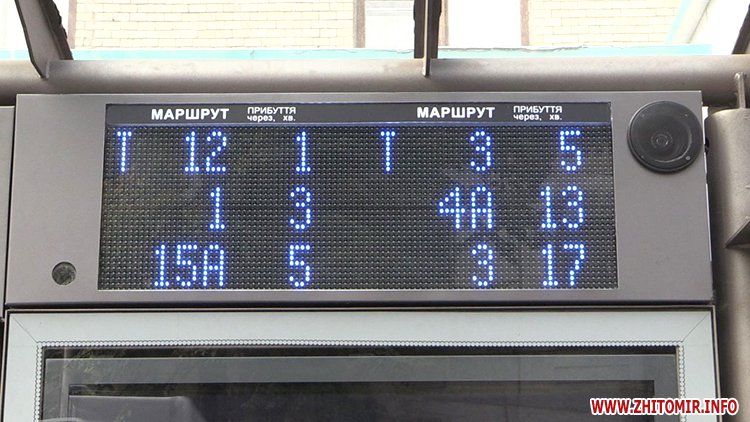 МАРШРУТ ПРИБУТТЯ через, хв. МАРШРУТ ПРИБУТТЯ через, хв.
Т 12 1 Т 3 5
1 3 4А 13
15А 5 3 17
WWW.ZHITOMIR.INFO